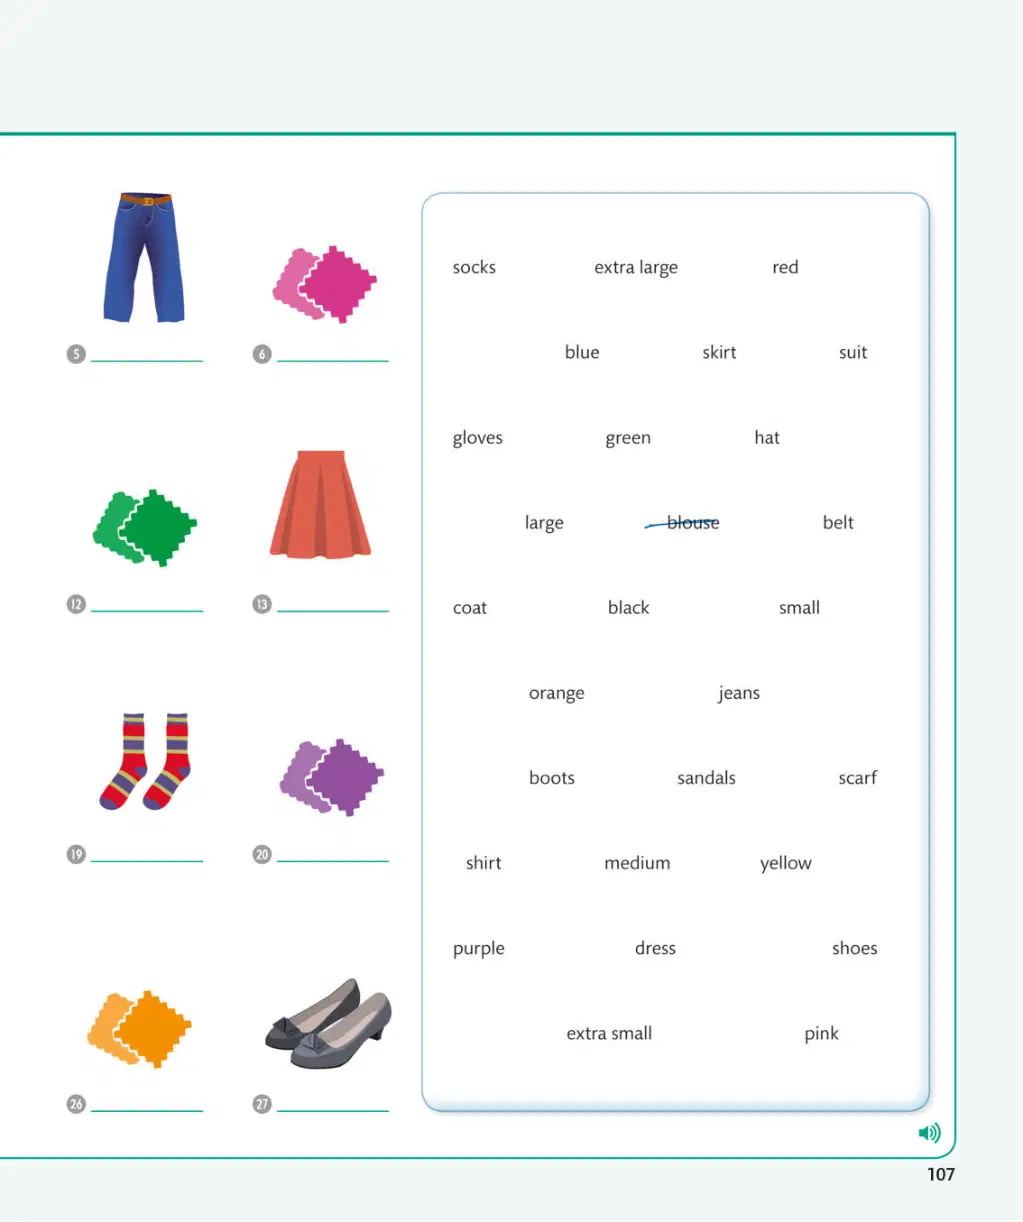 socks extra large red
5 6
blue skirt suit
gloves green hat
large blouse belt
12 13
coat black small
orange jeans
boots sandals scarf
19 20
shirt medium yellow
purple dress shoes
extra small pink
26 27
107